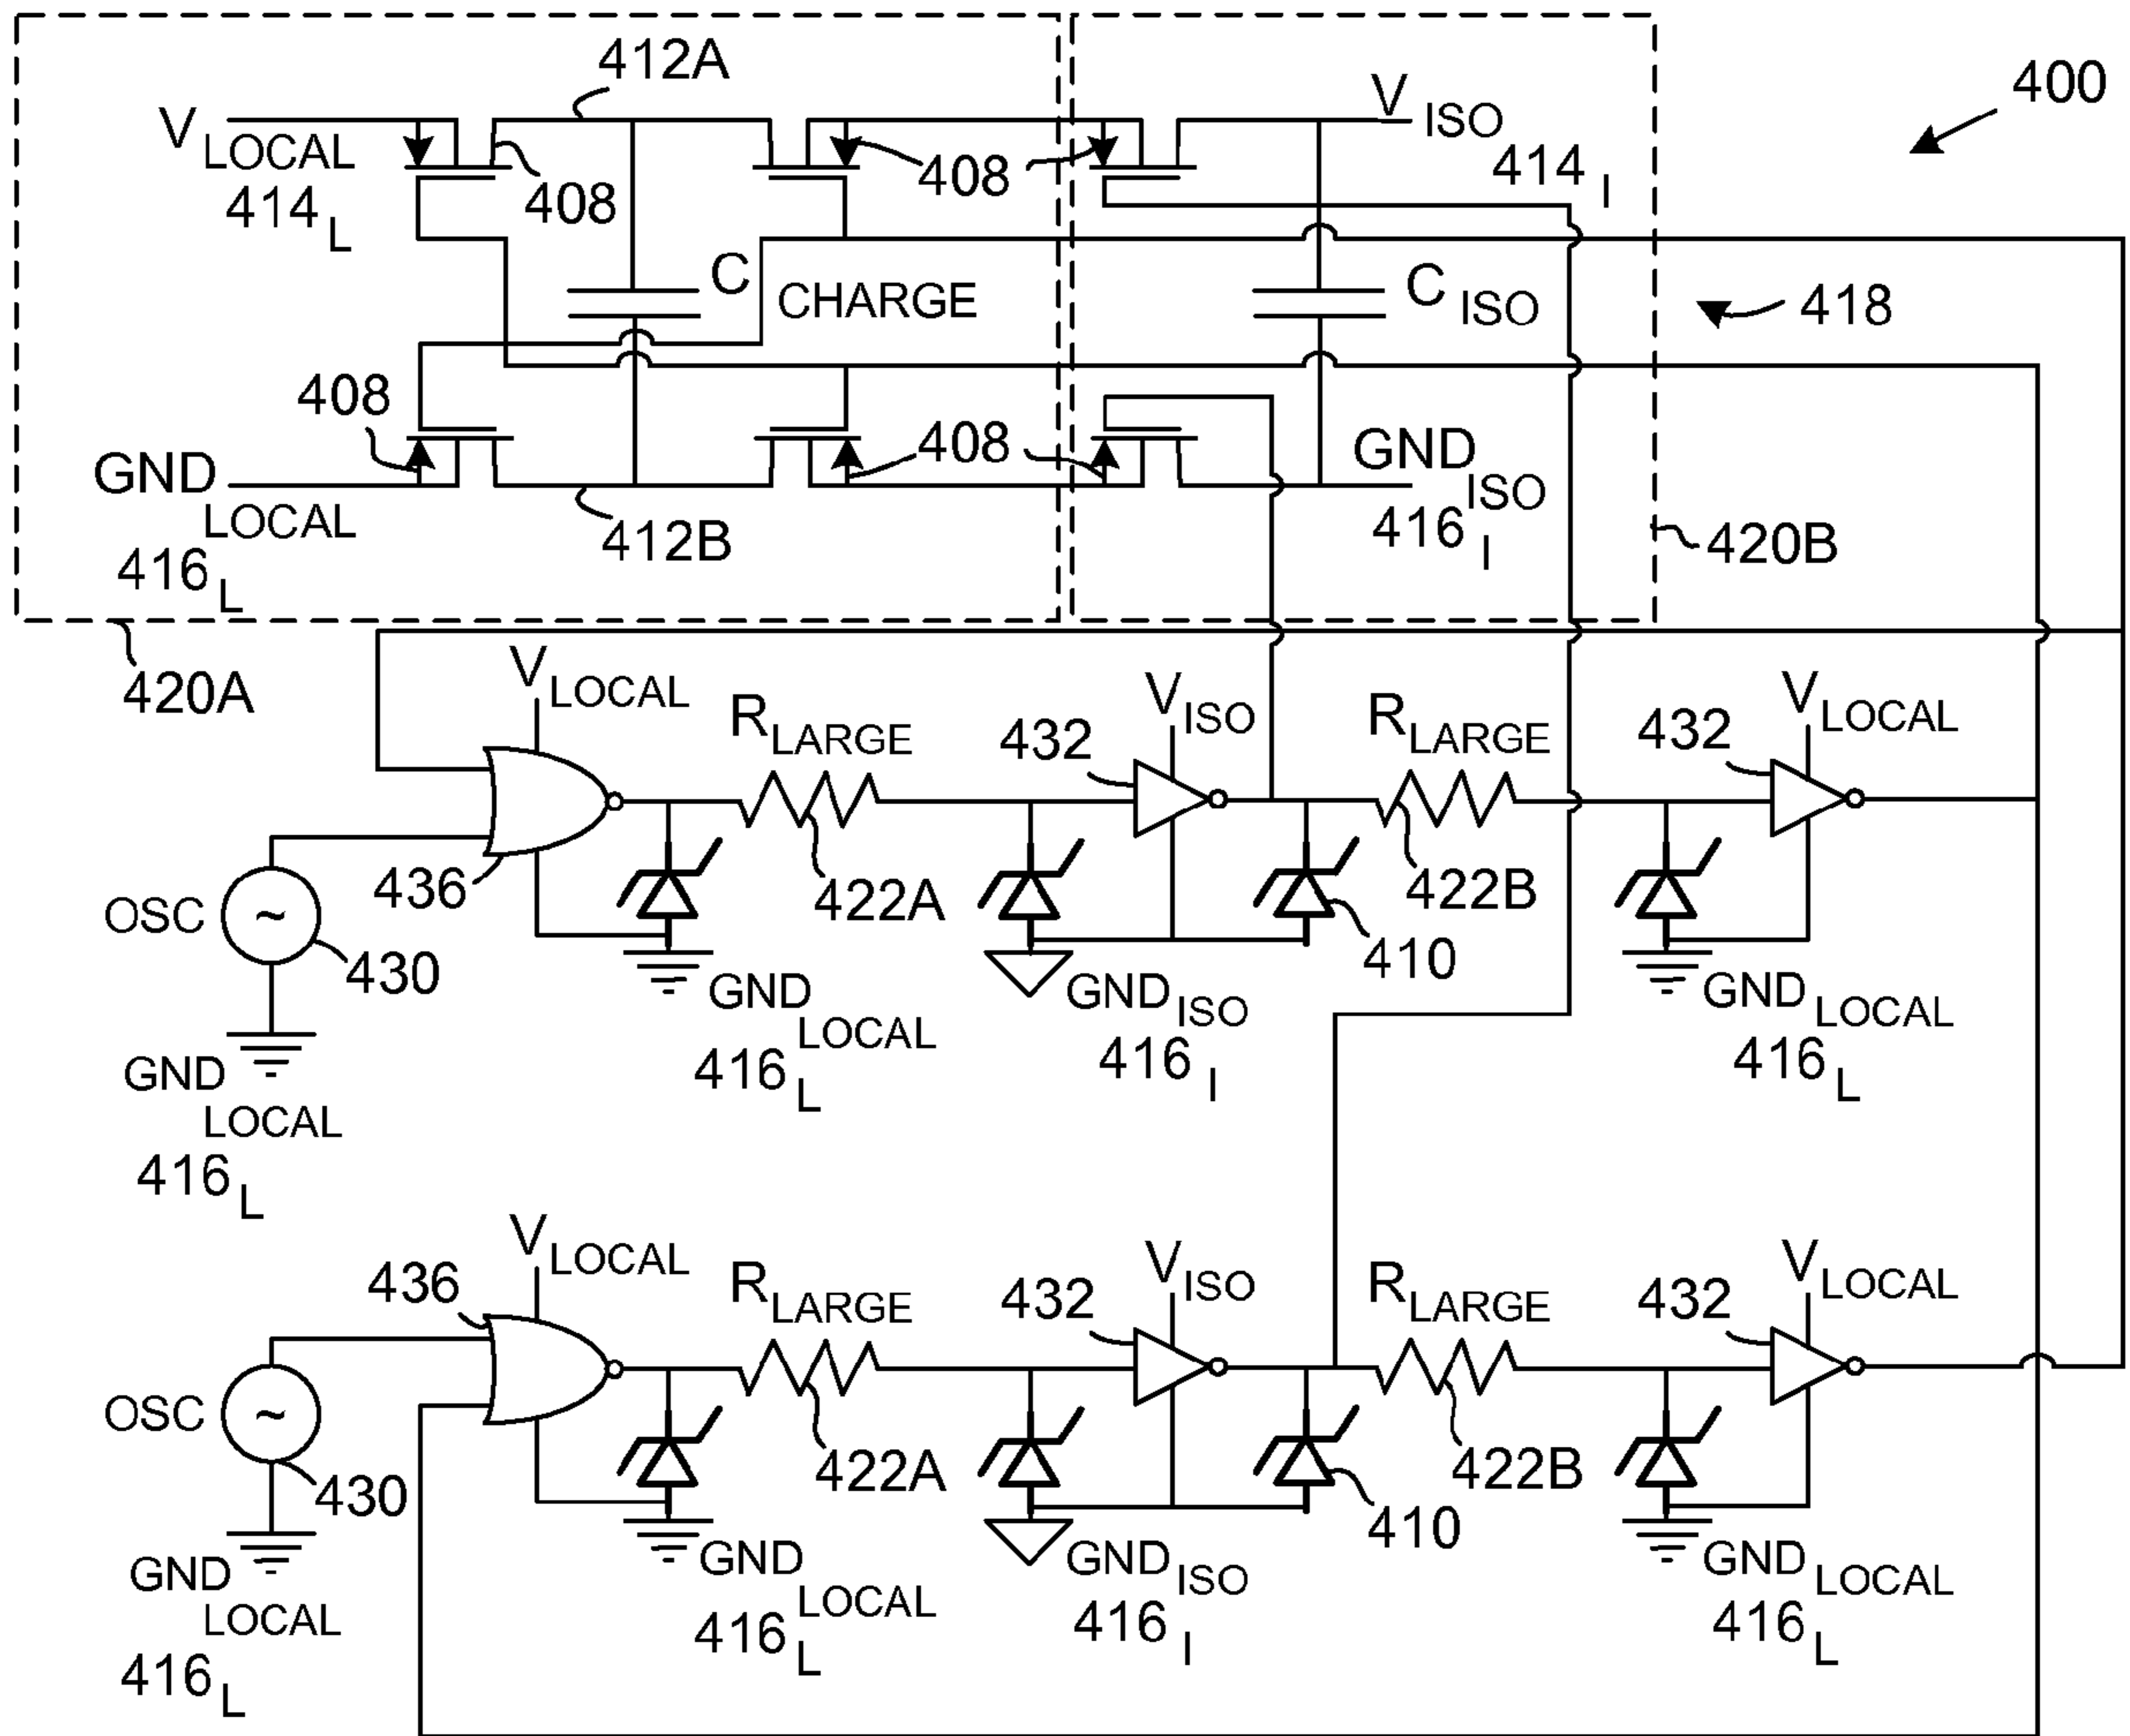 412A
400
V LOCAL
414 L
408
408
V ISO
414 I
C CHARGE
C ISO
418
408
408
GND LOCAL
416 L
412B
GND ISO
416 I
420B
420A
V LOCAL
R LARGE
432
V ISO
R LARGE
432
V LOCAL
OSC
~
430
436
422A
422B
410
GND LOCAL
416 L
GND LOCAL
416 L
GND ISO
416 I
GND LOCAL
416 L
436
V LOCAL
R LARGE
432
V ISO
R LARGE
432
V LOCAL
OSC
~
430
422A
422B
410
GND LOCAL
416 L
GND LOCAL
416 L
GND ISO
416 I
GND LOCAL
416 L